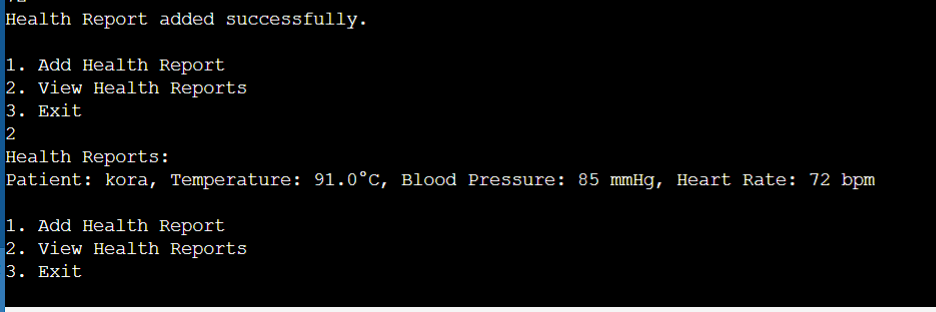 Health Report added successfully.
1. Add Health Report
2. View Health Reports
3. Exit
2
Health Reports:
Patient: kora, Temperature: 91.0°C, Blood Pressure: 85 mmHg, Heart Rate: 72 bpm
1. Add Health Report
2. View Health Reports
3. Exit